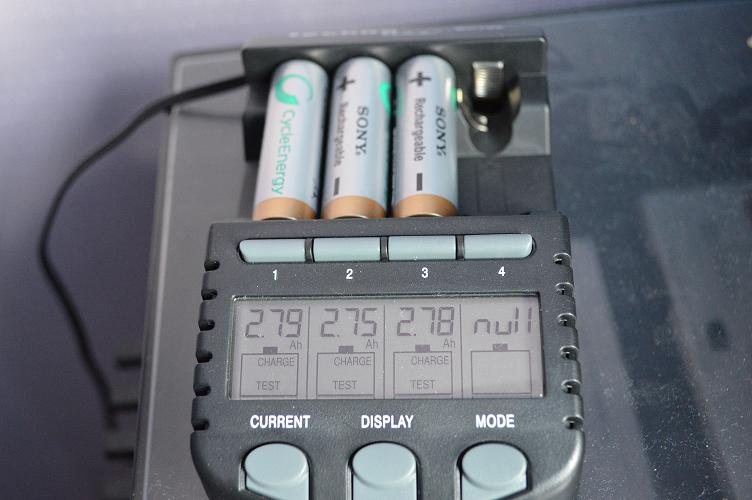 CycleEnergy
SONY
Rechargeable
SONY
Rechargeable
1 2 3 4
2.79 2.75 2.78 null
Ah Ah Ah
CHARGE CHARGE CHARGE
TEST TEST TEST
CURRENT DISPLAY MODE